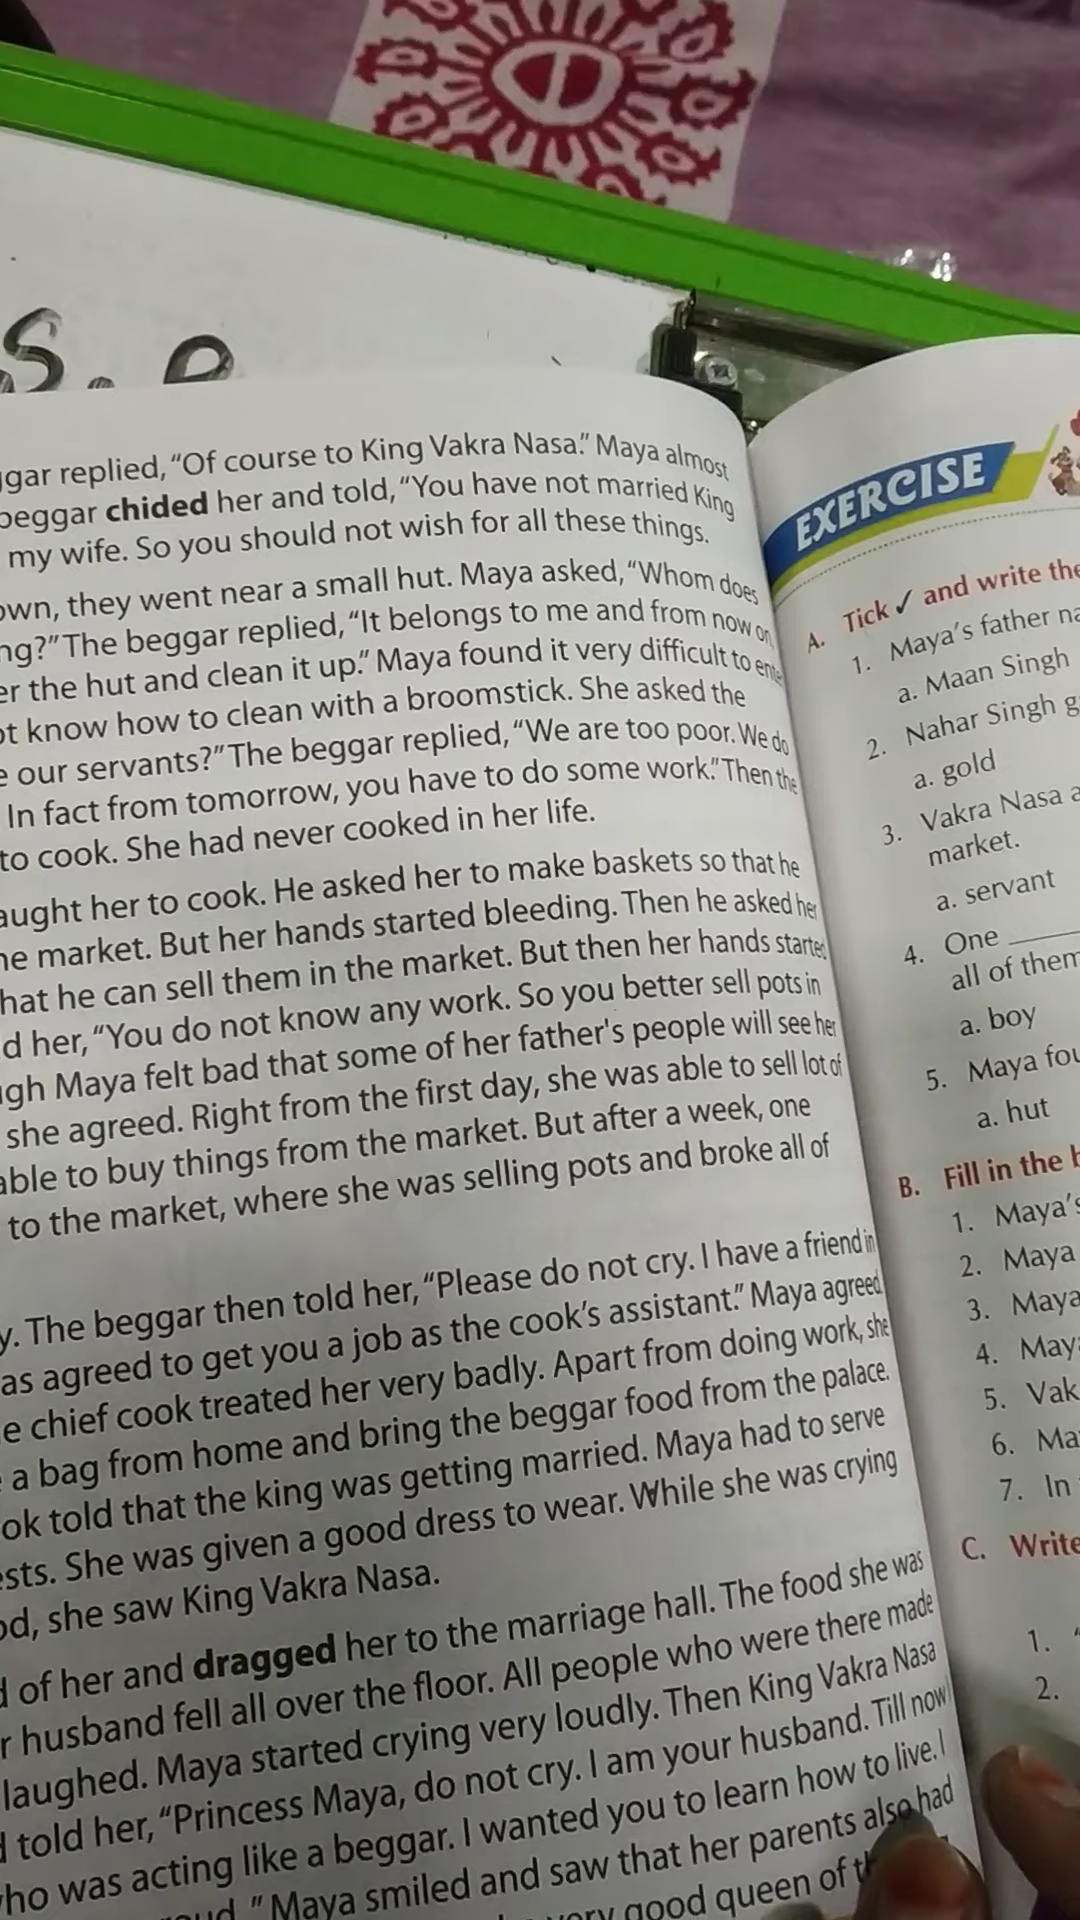 S. e
ggar replied, “Of course to King Vakra Nasa.” Maya almost
beggar chided her and told, “You have not married King
my wife. So you should not wish for all these things.
own, they went near a small hut. Maya asked, “Whom does
ng?” The beggar replied, “It belongs to me and from now on
er the hut and clean it up.” Maya found it very difficult to ente
ot know how to clean with a broomstick. She asked the
e our servants?” The beggar replied, “We are too poor. We do
In fact from tomorrow, you have to do some work.” Then the
to cook. She had never cooked in her life.
aught her to cook. He asked her to make baskets so that he
he market. But her hands started bleeding. Then he asked her
hat he can sell them in the market. But then her hands started
d her, “You do not know any work. So you better sell pots in
ugh Maya felt bad that some of her father's people will see her
she agreed. Right from the first day, she was able to sell lot of
able to buy things from the market. But after a week, one
to the market, where she was selling pots and broke all of
y. The beggar then told her, “Please do not cry. I have a friend in
as agreed to get you a job as the cook’s assistant.” Maya agreed.
e chief cook treated her very badly. Apart from doing work, she
a bag from home and bring the beggar food from the palace.
ok told that the king was getting married. Maya had to serve
ests. She was given a good dress to wear. While she was crying
od, she saw King Vakra Nasa.
d of her and dragged her to the marriage hall. The food she was
r husband fell all over the floor. All people who were there made
laughed. Maya started crying very loudly. Then King Vakra Nasa
d told her, “Princess Maya, do not cry. I am your husband. Till now
ho was acting like a beggar. I wanted you to learn how to live. I
oud.” Maya smiled and saw that her parents also had
very good queen of
EXERCISE
A. Tick ✓ and write the
1. Maya’s father na
a. Maan Singh
2. Nahar Singh g
a. gold
3. Vakra Nasa a
market.
a. servant
4. One ____
all of them
a. boy
5. Maya fou
a. hut
B. Fill in the b
1. Maya’s
2. Maya
3. Maya
4. Maya
5. Vak
6. Ma
7. In
C. Write
1. “
2.